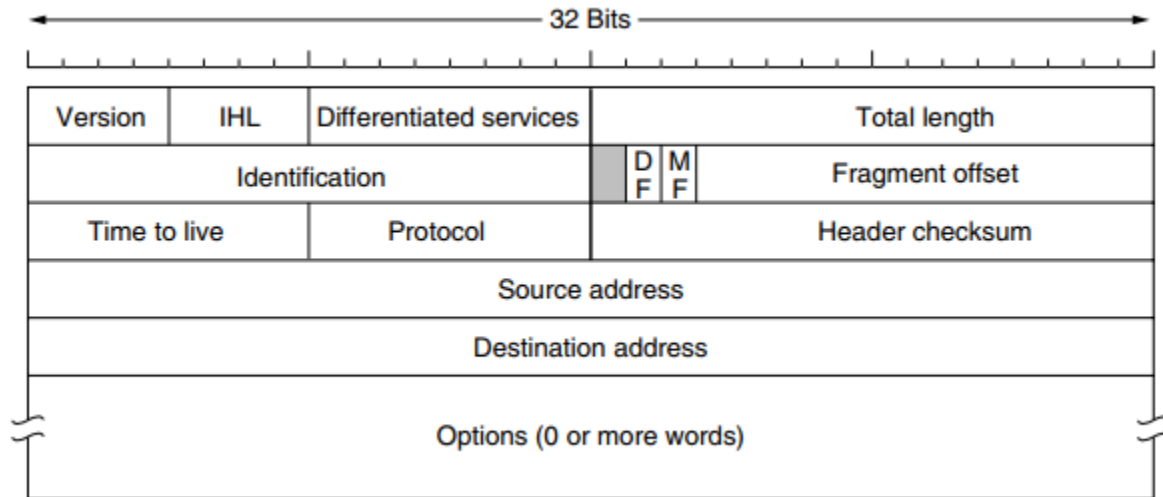 32 Bits
Version IHL Differentiated services Total length
Identification D F M F Fragment offset
Time to live Protocol Header checksum
Source address
Destination address
Options (0 or more words)